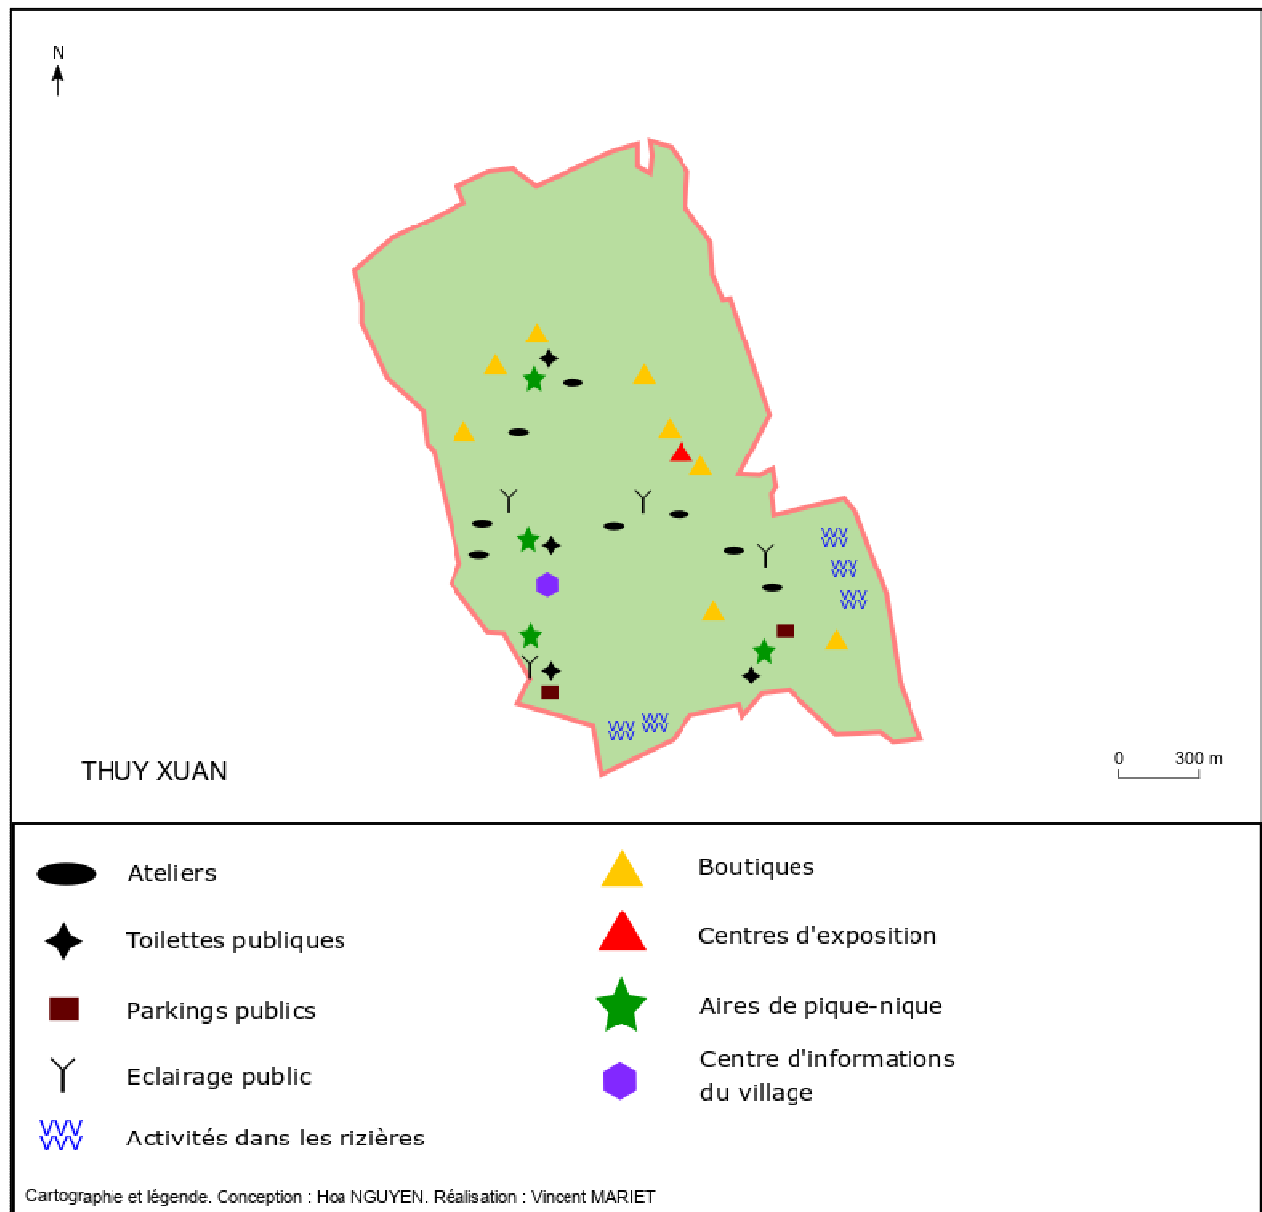 N
THUY XUAN
0 300 m
Ateliers
Toilettes publiques
Parkings publics
Eclairage public
Activités dans les rizières
Boutiques
Centres d'exposition
Aires de pique-nique
Centre d'informations
du village
Cartographie et légende. Conception : Hoa NGUYEN. Réalisation : Vincent MARIET